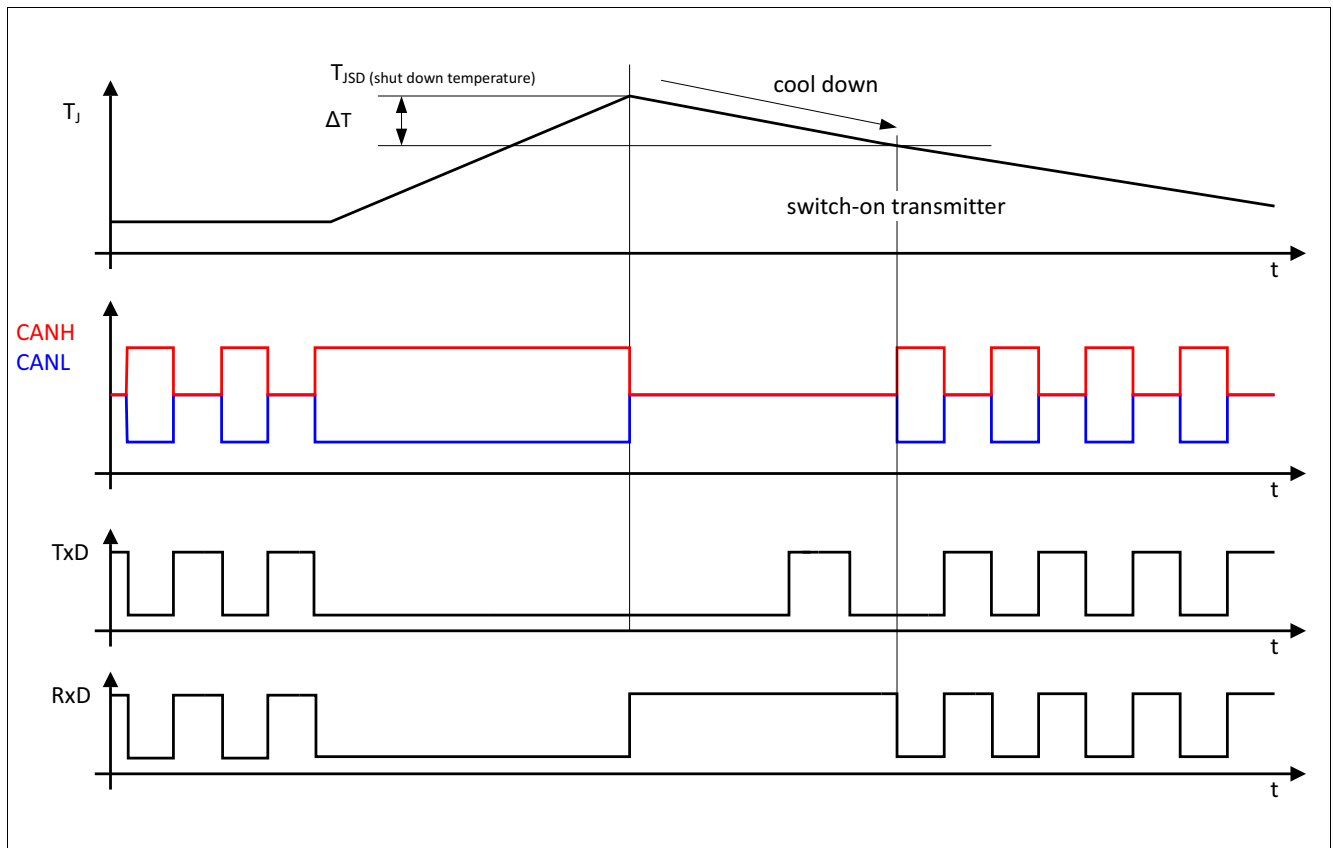 T_JSD (shut down temperature)
cool down
T_J
ΔT
switch-on transmitter
t
CANH
CANL
t
TxD
t
RxD
t